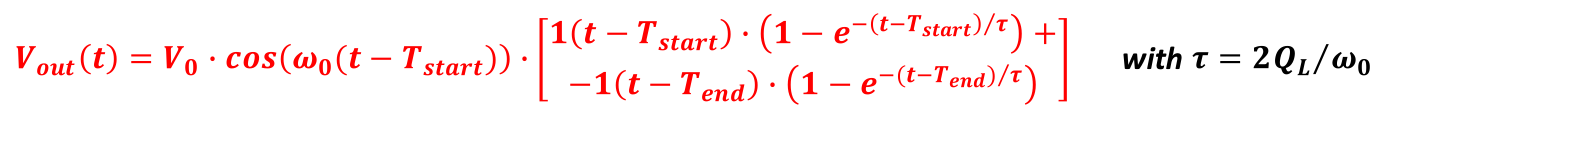 V_out(t) = V_0 · cos(ω_0(t − T_start)) · [1(t − T_start) · (1 − e^{−(t−T_start)/τ}) +
−1(t − T_end) · (1 − e^{−(t−T_end)/τ})] with τ = 2Q_L/ω_0